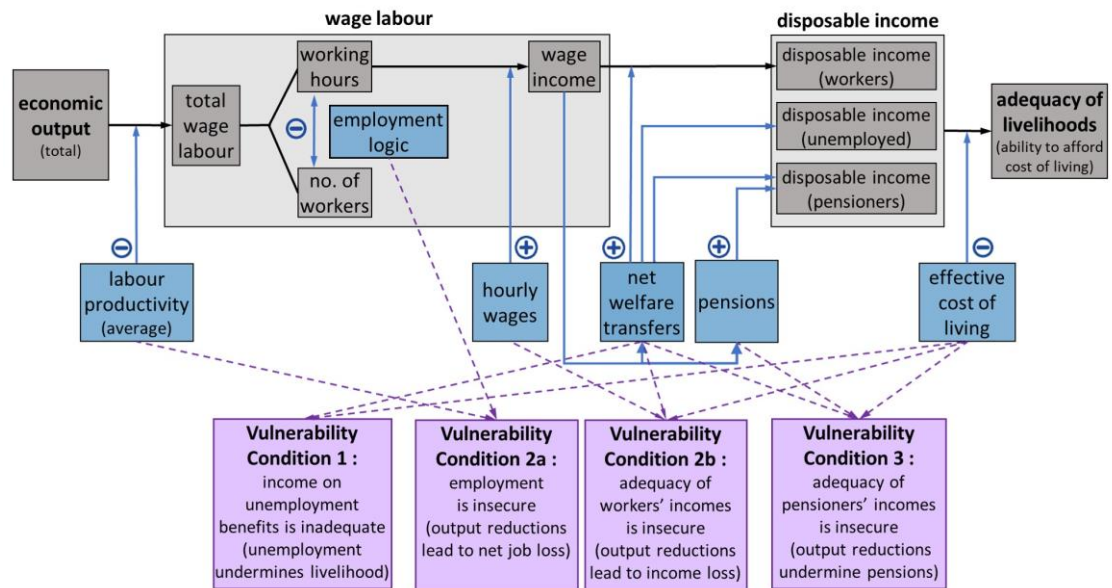 wage labour
disposable income
economic
output
(total)
total
wage
labour
working
hours
⊖
employment
logic
no. of
workers
wage
income
disposable income
(workers)
disposable income
(unemployed)
disposable income
(pensioners)
adequacy of
livelihoods
(ability to afford
cost of living)
⊖
labour
productivity
(average)
⊕
hourly
wages
⊕
net
welfare
transfers
⊕
pensions
⊖
effective
cost of
living
Vulnerability
Condition 1 :
income on
unemployment
benefits is inadequate
(unemployment
undermines livelihood)
Vulnerability
Condition 2a :
employment
is insecure
(output reductions
lead to net job loss)
Vulnerability
Condition 2b :
adequacy of
workers’ incomes
is insecure
(output reductions
lead to income loss)
Vulnerability
Condition 3 :
adequacy of
pensioners’ incomes
is insecure
(output reductions
undermine pensions)